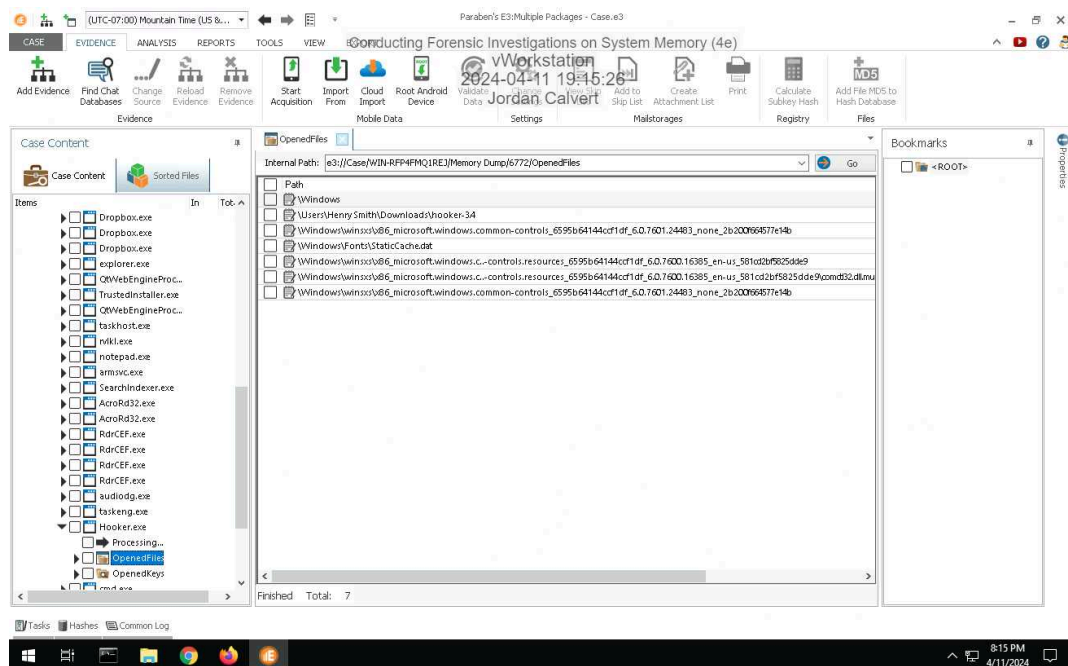 (UTC-07:00) Mountain Time (US &...
Paraben's E3:Multiple Packages - Case.e3
CASE EVIDENCE ANALYSIS REPORTS TOOLS VIEW
Conducting Forensic Investigations on System Memory (4e)
vWorkstation
2024-04-11 19:15:26
Jordan Calvert
Add Evidence
Find Chat Databases
Change Source
Reload Evidence
Remove Evidence
Start Acquisition
Import From
Cloud Import
Root Android Device
Validate Data
Add to Skip List
Create Attachment List
Print
Calculate Subkey Hash
MD5
Add File MD5 to Hash Database
Evidence
Mobile Data
Settings
Mailstorages
Registry
Files
Case Content
Case Content
Sorted Files
Items In Tot
Dropbox.exe
Dropbox.exe
Dropbox.exe
explorer.exe
QtWebEngineProc...
TrustedInstaller.exe
QtWebEngineProc...
taskhost.exe
rvlkl.exe
notepad.exe
armsvc.exe
SearchIndexer.exe
AcroRd32.exe
AcroRd32.exe
RdrCEF.exe
RdrCEF.exe
RdrCEF.exe
RdrCEF.exe
audiodg.exe
taskeng.exe
Hooker.exe
Processing...
OpenedFiles
OpenedKeys
cmd.exe
OpenedFiles
Internal Path: e3://Case/WIN-RFP4FMQ1REJ/Memory Dump/6772/OpenedFiles Go
Path
\Windows
\Users\Henry Smith\Downloads\hooker-3.4
\Windows\winsxs\x86_microsoft.windows.common-controls_6595b64144ccf1df_6.0.7601.24483_none_2b200f664577e14b
\Windows\Fonts\StaticCache.dat
\Windows\winsxs\x86_microsoft.windows.c..-controls.resources_6595b64144ccf1df_6.0.7600.16385_en-us_581cd2bf5825dde9
\Windows\winsxs\x86_microsoft.windows.c..-controls.resources_6595b64144ccf1df_6.0.7600.16385_en-us_581cd2bf5825dde9\comctl32.dll.mui
\Windows\winsxs\x86_microsoft.windows.common-controls_6595b64144ccf1df_6.0.7601.24483_none_2b200f664577e14b
Finished Total: 7
Bookmarks
<ROOT>
Properties
Tasks Hashes Common Log
8:15 PM
4/11/2024